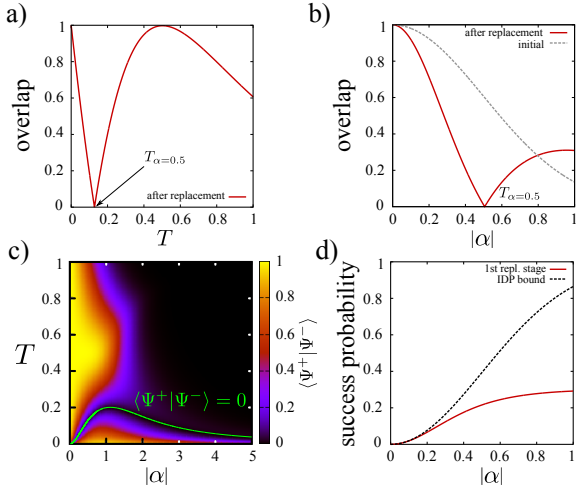 a)
overlap
1
0.8
0.6
0.4
0.2
0
T_{α=0.5}
after replacement
0 0.2 0.4 0.6 0.8 1
T
b)
overlap
1
0.8
0.6
0.4
0.2
0
after replacement
initial
T_{α=0.5}
0 0.2 0.4 0.6 0.8 1
|α|
c)
T
1
0.8
0.6
0.4
0.2
0
⟨Ψ⁺|Ψ⁻⟩ = 0
0 1 2 3 4 5
|α|
1
0.8
0.6
0.4
0.2
0
⟨Ψ⁺|Ψ⁻⟩
d)
success probability
1
0.8
0.6
0.4
0.2
0
1st repl. stage
IDP bound
0 0.2 0.4 0.6 0.8 1
|α|